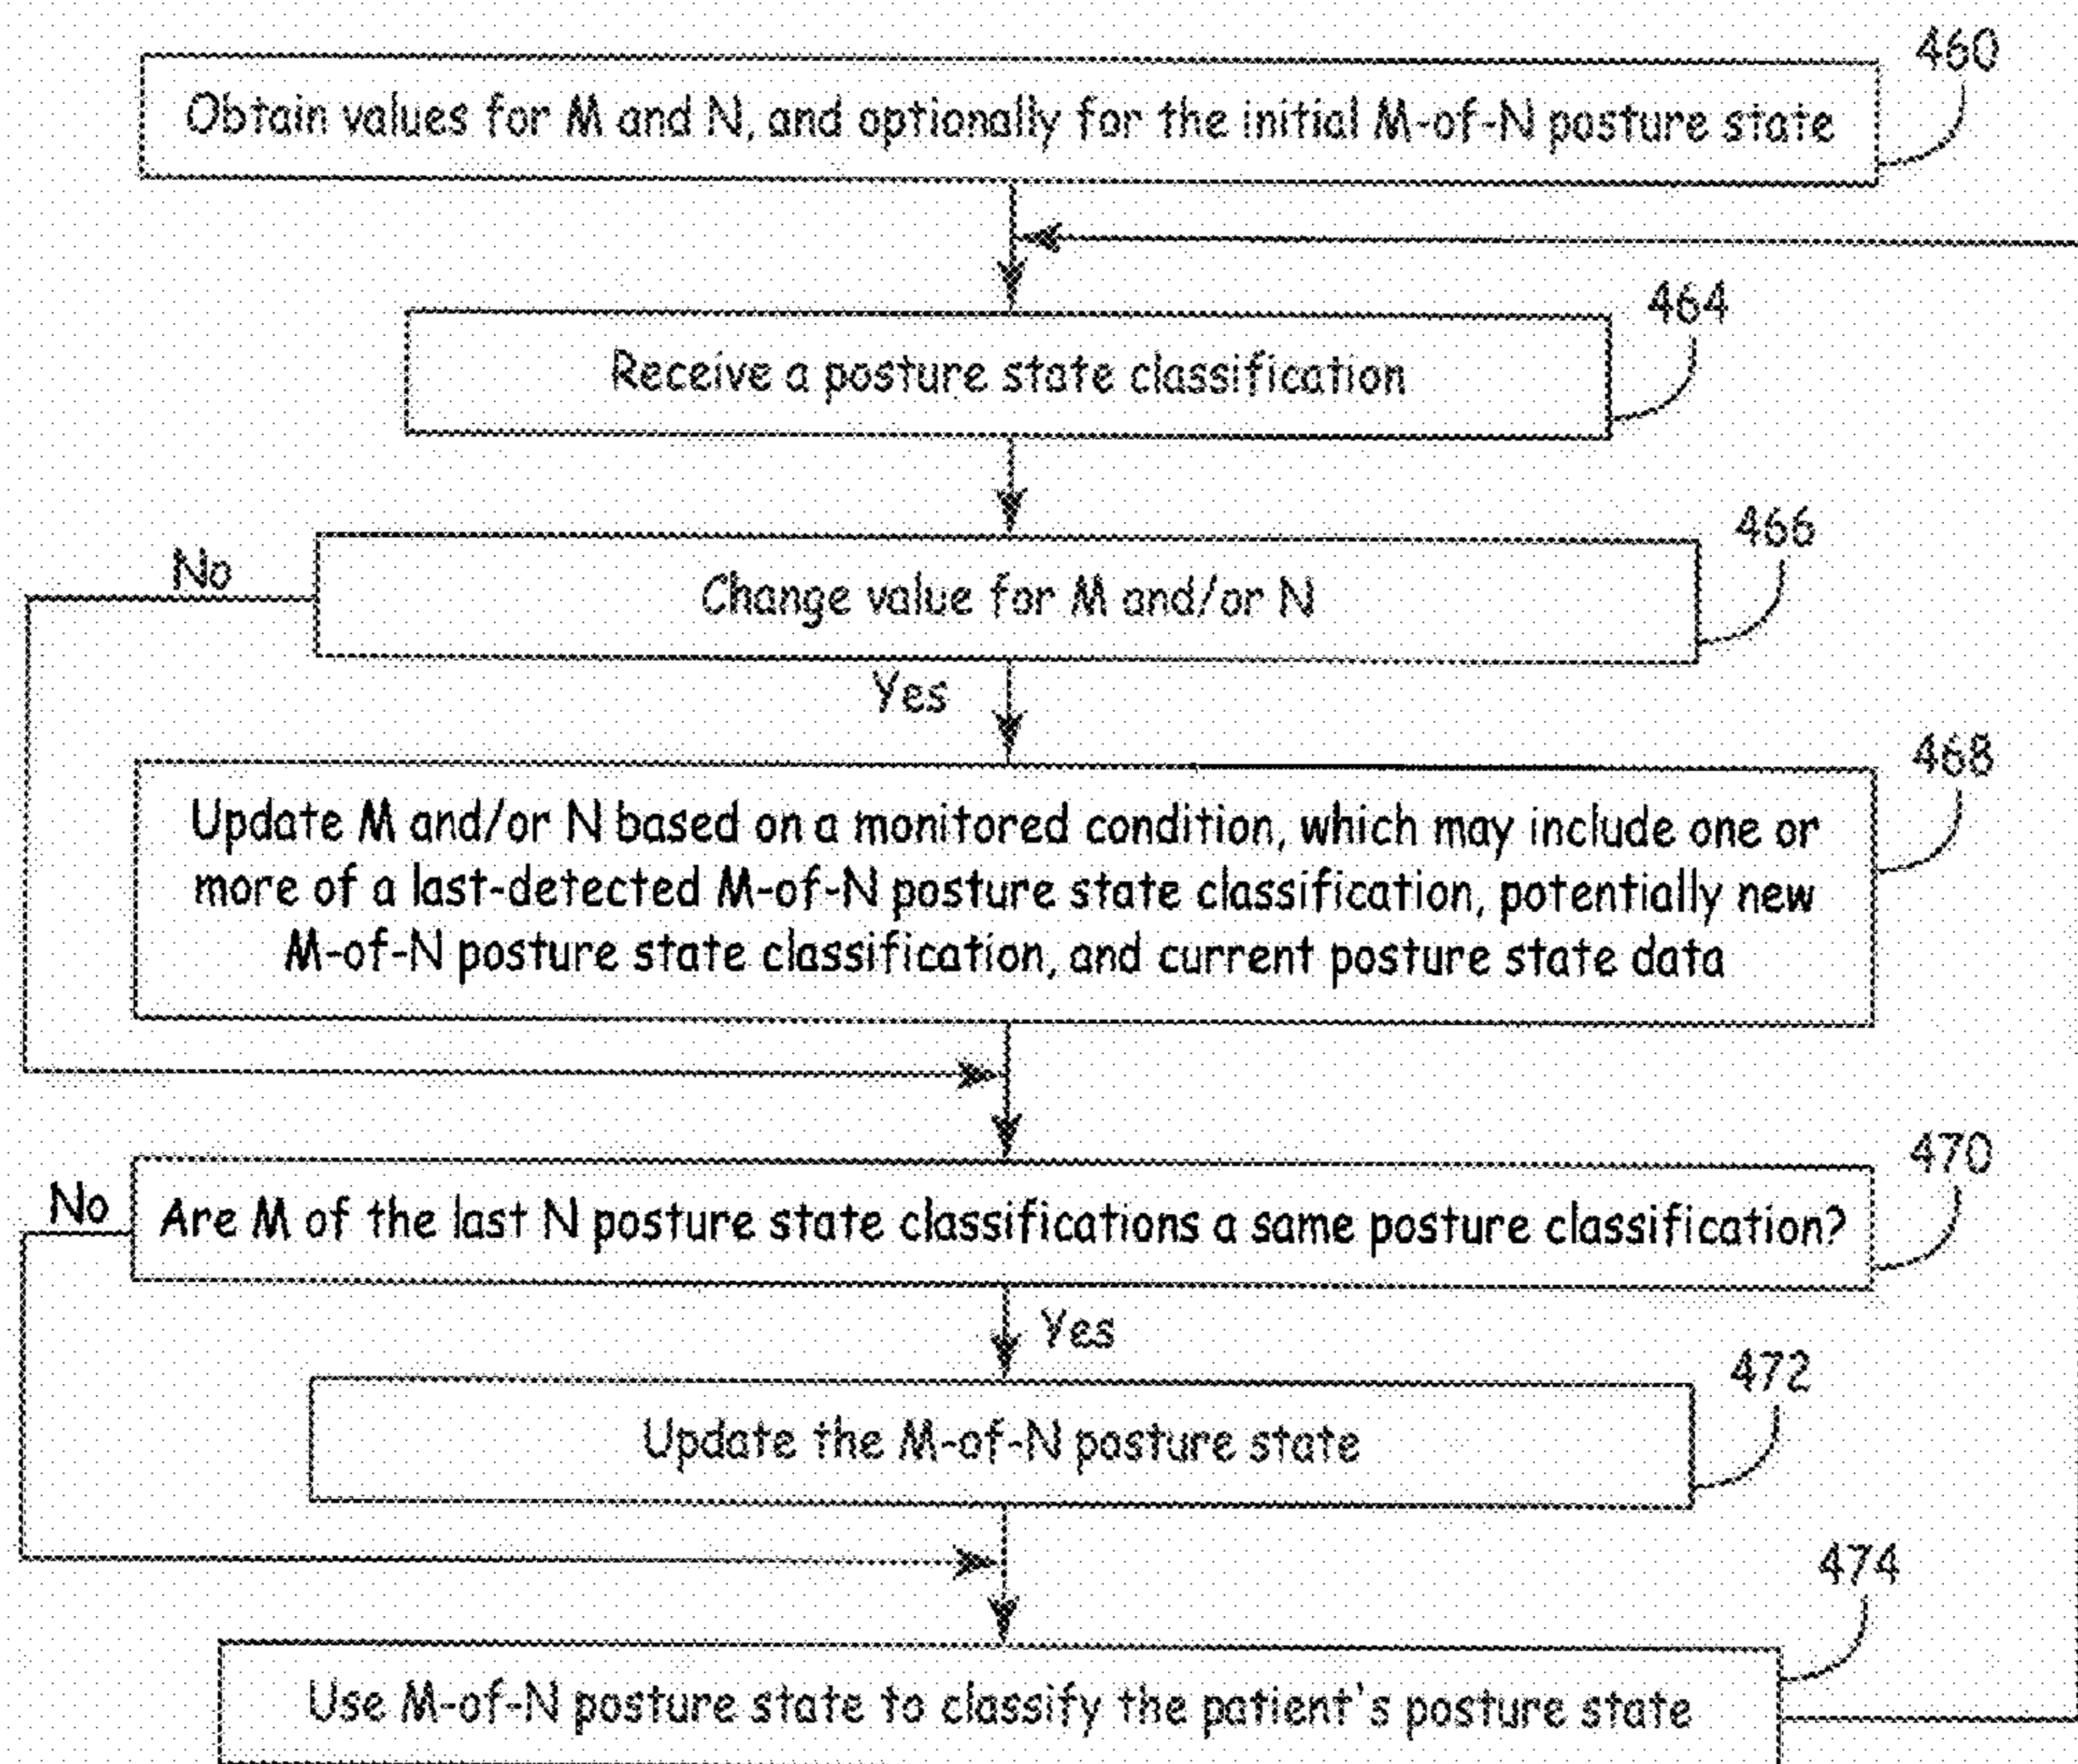 460
Obtain values for M and N, and optionally for the initial M-of-N posture state
464
Receive a posture state classification
466
No
Change value for M and/or N
Yes
468
Update M and/or N based on a monitored condition, which may include one or
more of a last-detected M-of-N posture state classification, potentially new
M-of-N posture state classification, and current posture state data
470
No
Are M of the last N posture state classifications a same posture classification?
Yes
472
Update the M-of-N posture state
474
Use M-of-N posture state to classify the patient's posture state